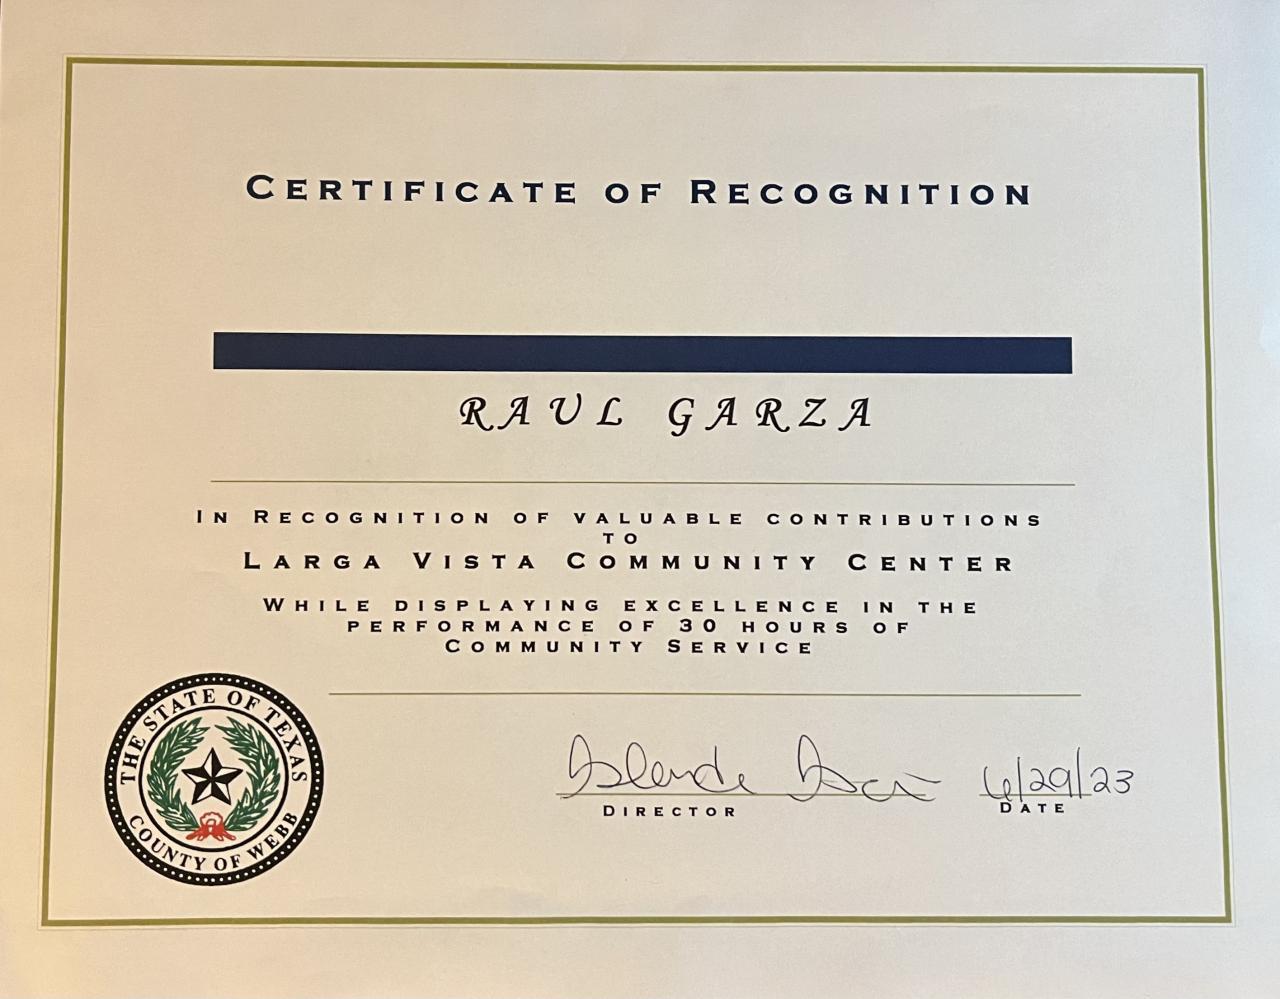 CERTIFICATE OF RECOGNITION
RAUL GARZA
IN RECOGNITION OF VALUABLE CONTRIBUTIONS
TO
LARGA VISTA COMMUNITY CENTER
WHILE DISPLAYING EXCELLENCE IN THE
PERFORMANCE OF 30 HOURS OF
COMMUNITY SERVICE
THE STATE OF TEXAS
COUNTY OF WEBB
6/29/23
DIRECTOR
DATE